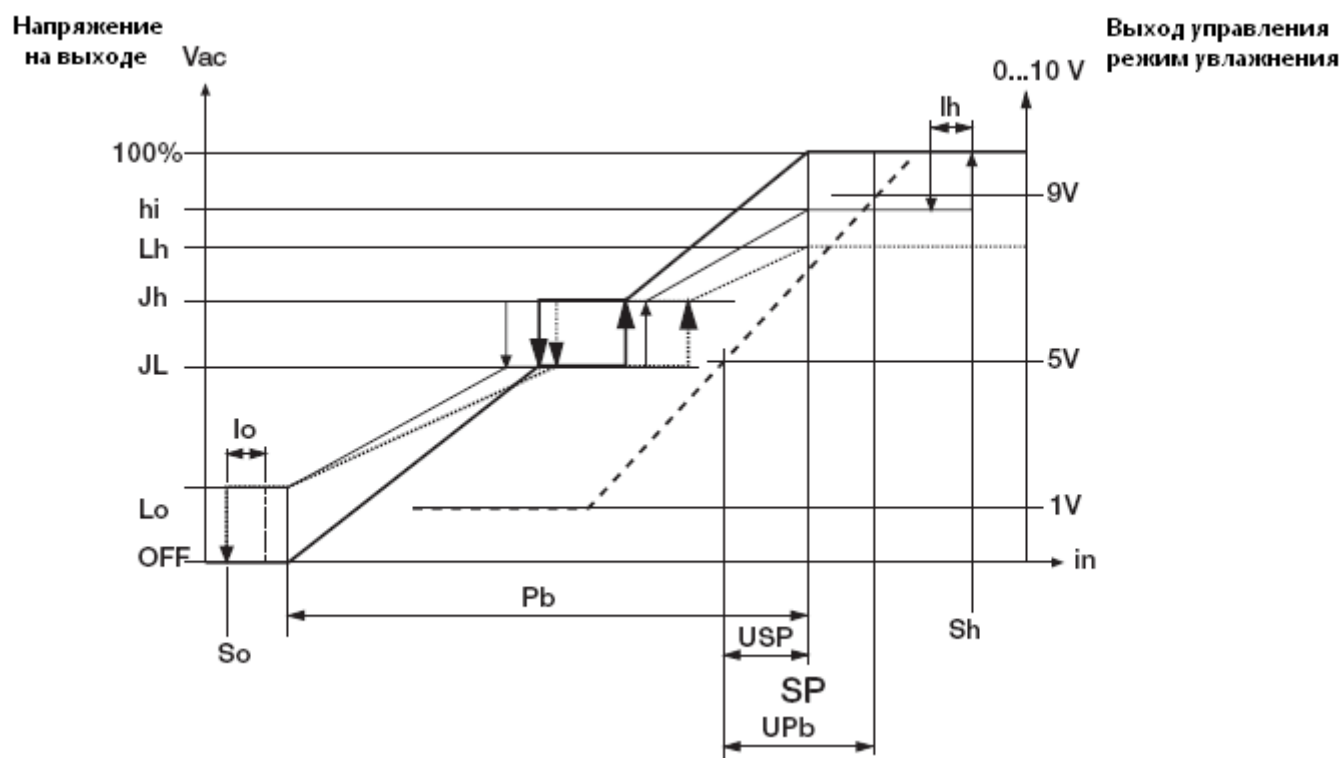 Напряжение
на выходе
Vac
Выход управления
режим увлажнения
0...10 V
Ih
100%
9V
hi
Lh
Jh
JL
5V
Io
Lo
1V
OFF
in
Pb
So
USP
Sh
SP
UPb